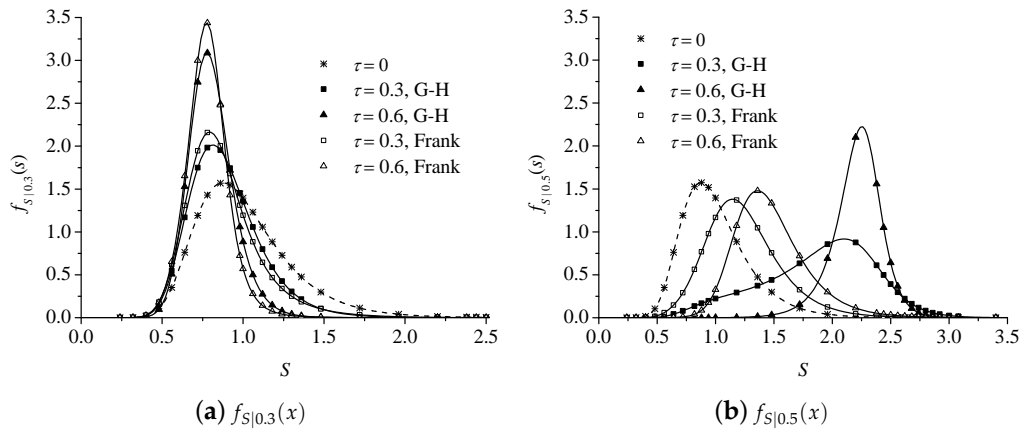 3.5
3.0
2.5
2.0
1.5
1.0
0.5
0.0
0.0 0.5 1.0 1.5 2.0 2.5
f_{S|0.3}(s)
S
τ = 0
τ = 0.3, G-H
τ = 0.6, G-H
τ = 0.3, Frank
τ = 0.6, Frank
(a) f_{S|0.3}(x)
3.5
3.0
2.5
2.0
1.5
1.0
0.5
0.0
0.0 0.5 1.0 1.5 2.0 2.5 3.0 3.5
f_{S|0.5}(s)
S
τ = 0
τ = 0.3, G-H
τ = 0.6, G-H
τ = 0.3, Frank
τ = 0.6, Frank
(b) f_{S|0.5}(x)